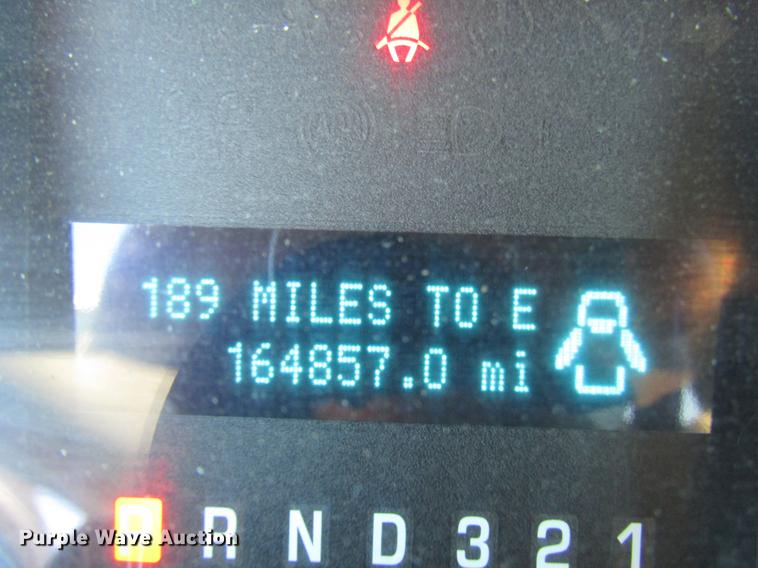 189 MILES TO E
164857.0 mi
P R N D 3 2 1
Purple Wave Auction